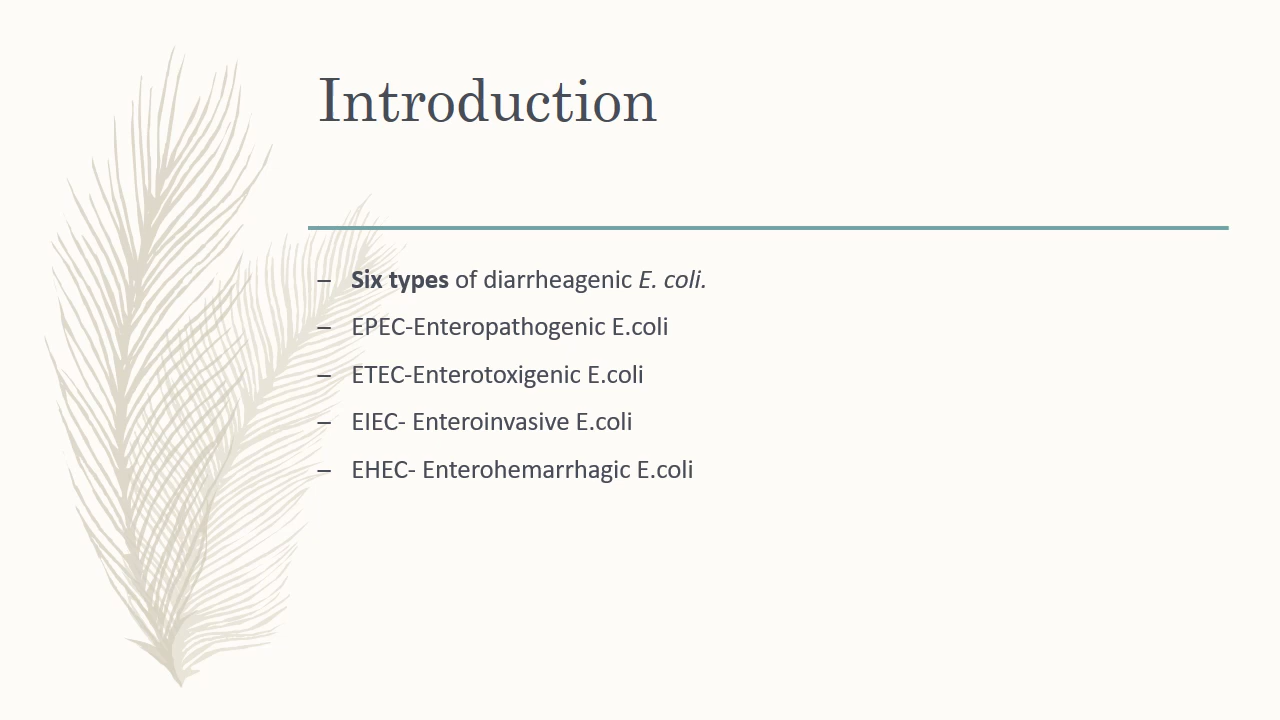 Introduction
– Six types of diarrheagenic E. coli.
– EPEC-Enteropathogenic E.coli
– ETEC-Enterotoxigenic E.coli
– EIEC- Enteroinvasive E.coli
– EHEC- Enterohemarrhagic E.coli